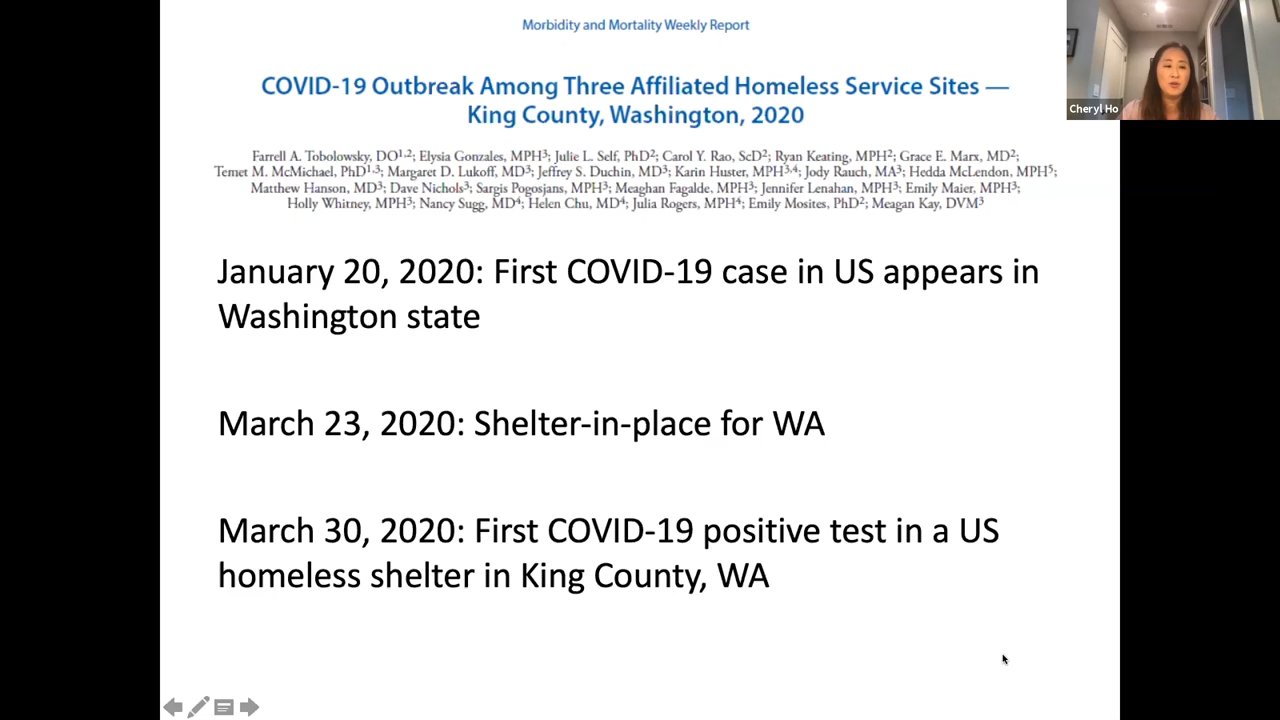 Morbidity and Mortality Weekly Report
COVID-19 Outbreak Among Three Affiliated Homeless Service Sites —
King County, Washington, 2020
Farrell A. Tobolowsky, DO1,2; Elysia Gonzales, MPH3; Julie L. Self, PhD2; Carol Y. Rao, ScD2; Ryan Keating, MPH2; Grace E. Marx, MD2;
Temet M. McMichael, PhD1,3; Margaret D. Lukoff, MD3; Jeffrey S. Duchin, MD3; Karin Huster, MPH3,4; Jody Rauch, MA3; Hedda McLendon, MPH5;
Matthew Hanson, MD3; Dave Nichols3; Sargis Pogosjans, MPH3; Meaghan Fagalde, MPH3; Jennifer Lenahan, MPH3; Emily Maier, MPH3;
Holly Whitney, MPH3; Nancy Sugg, MD4; Helen Chu, MD4; Julia Rogers, MPH4; Emily Mosites, PhD2; Meagan Kay, DVM3
January 20, 2020: First COVID-19 case in US appears in
Washington state
March 23, 2020: Shelter-in-place for WA
March 30, 2020: First COVID-19 positive test in a US
homeless shelter in King County, WA
Cheryl Ho